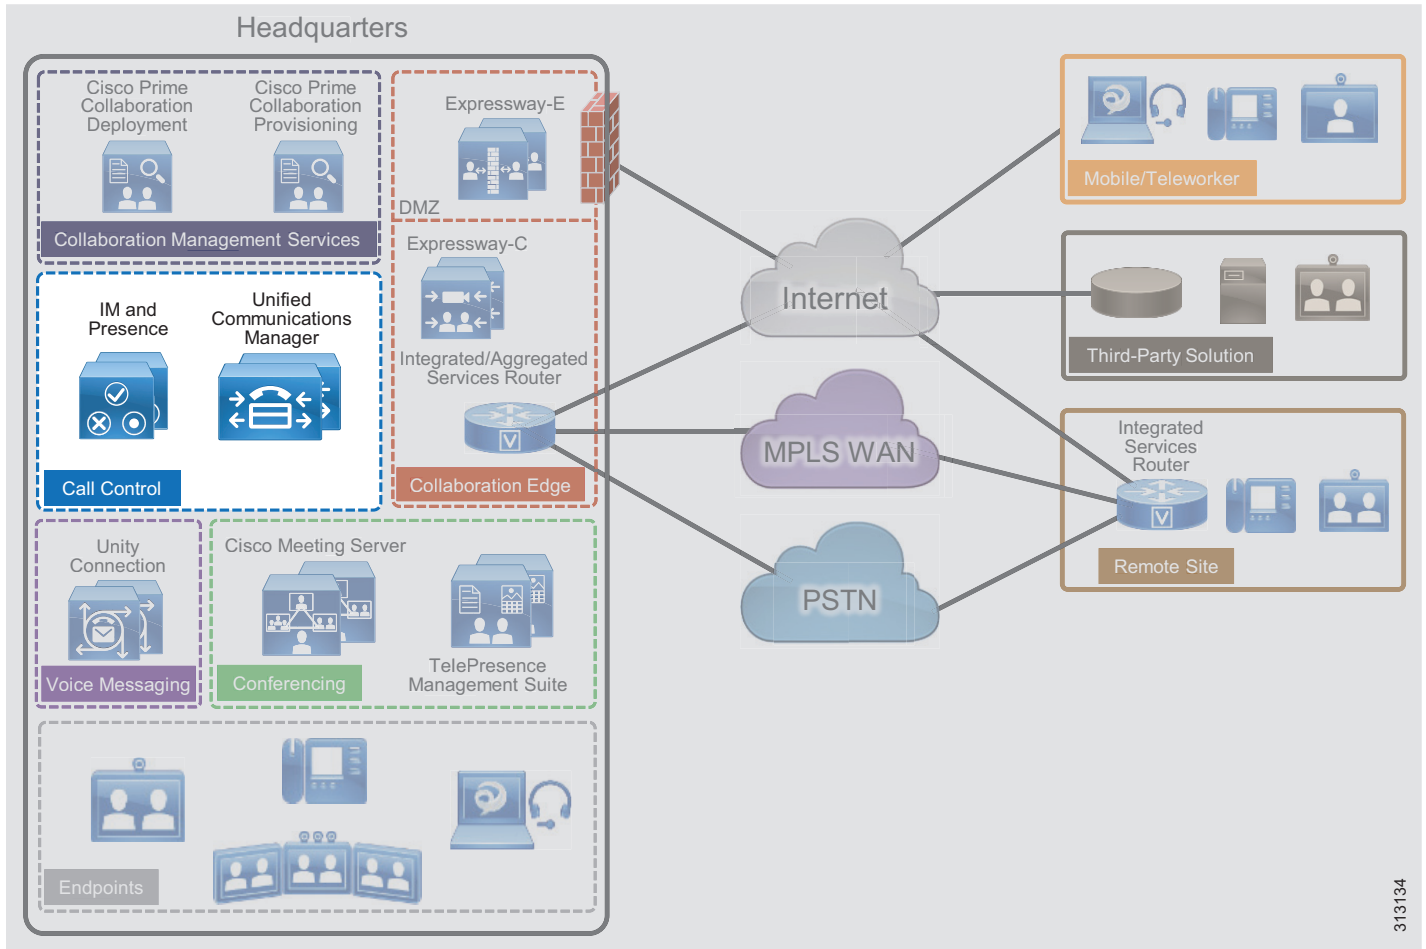 Headquarters
Cisco Prime
Collaboration
Deployment
Cisco Prime
Collaboration
Provisioning
Collaboration Management Services
Expressway-E
DMZ
Expressway-C
Integrated/Aggregated
Services Router
V
Collaboration Edge
IM and
Presence
Unified
Communications
Manager
Call Control
Unity
Connection
Voice Messaging
Cisco Meeting Server
Conferencing
TelePresence
Management Suite
Endpoints
Internet
MPLS WAN
PSTN
Mobile/Teleworker
Third-Party Solution
Integrated
Services
Router
V
Remote Site
313134